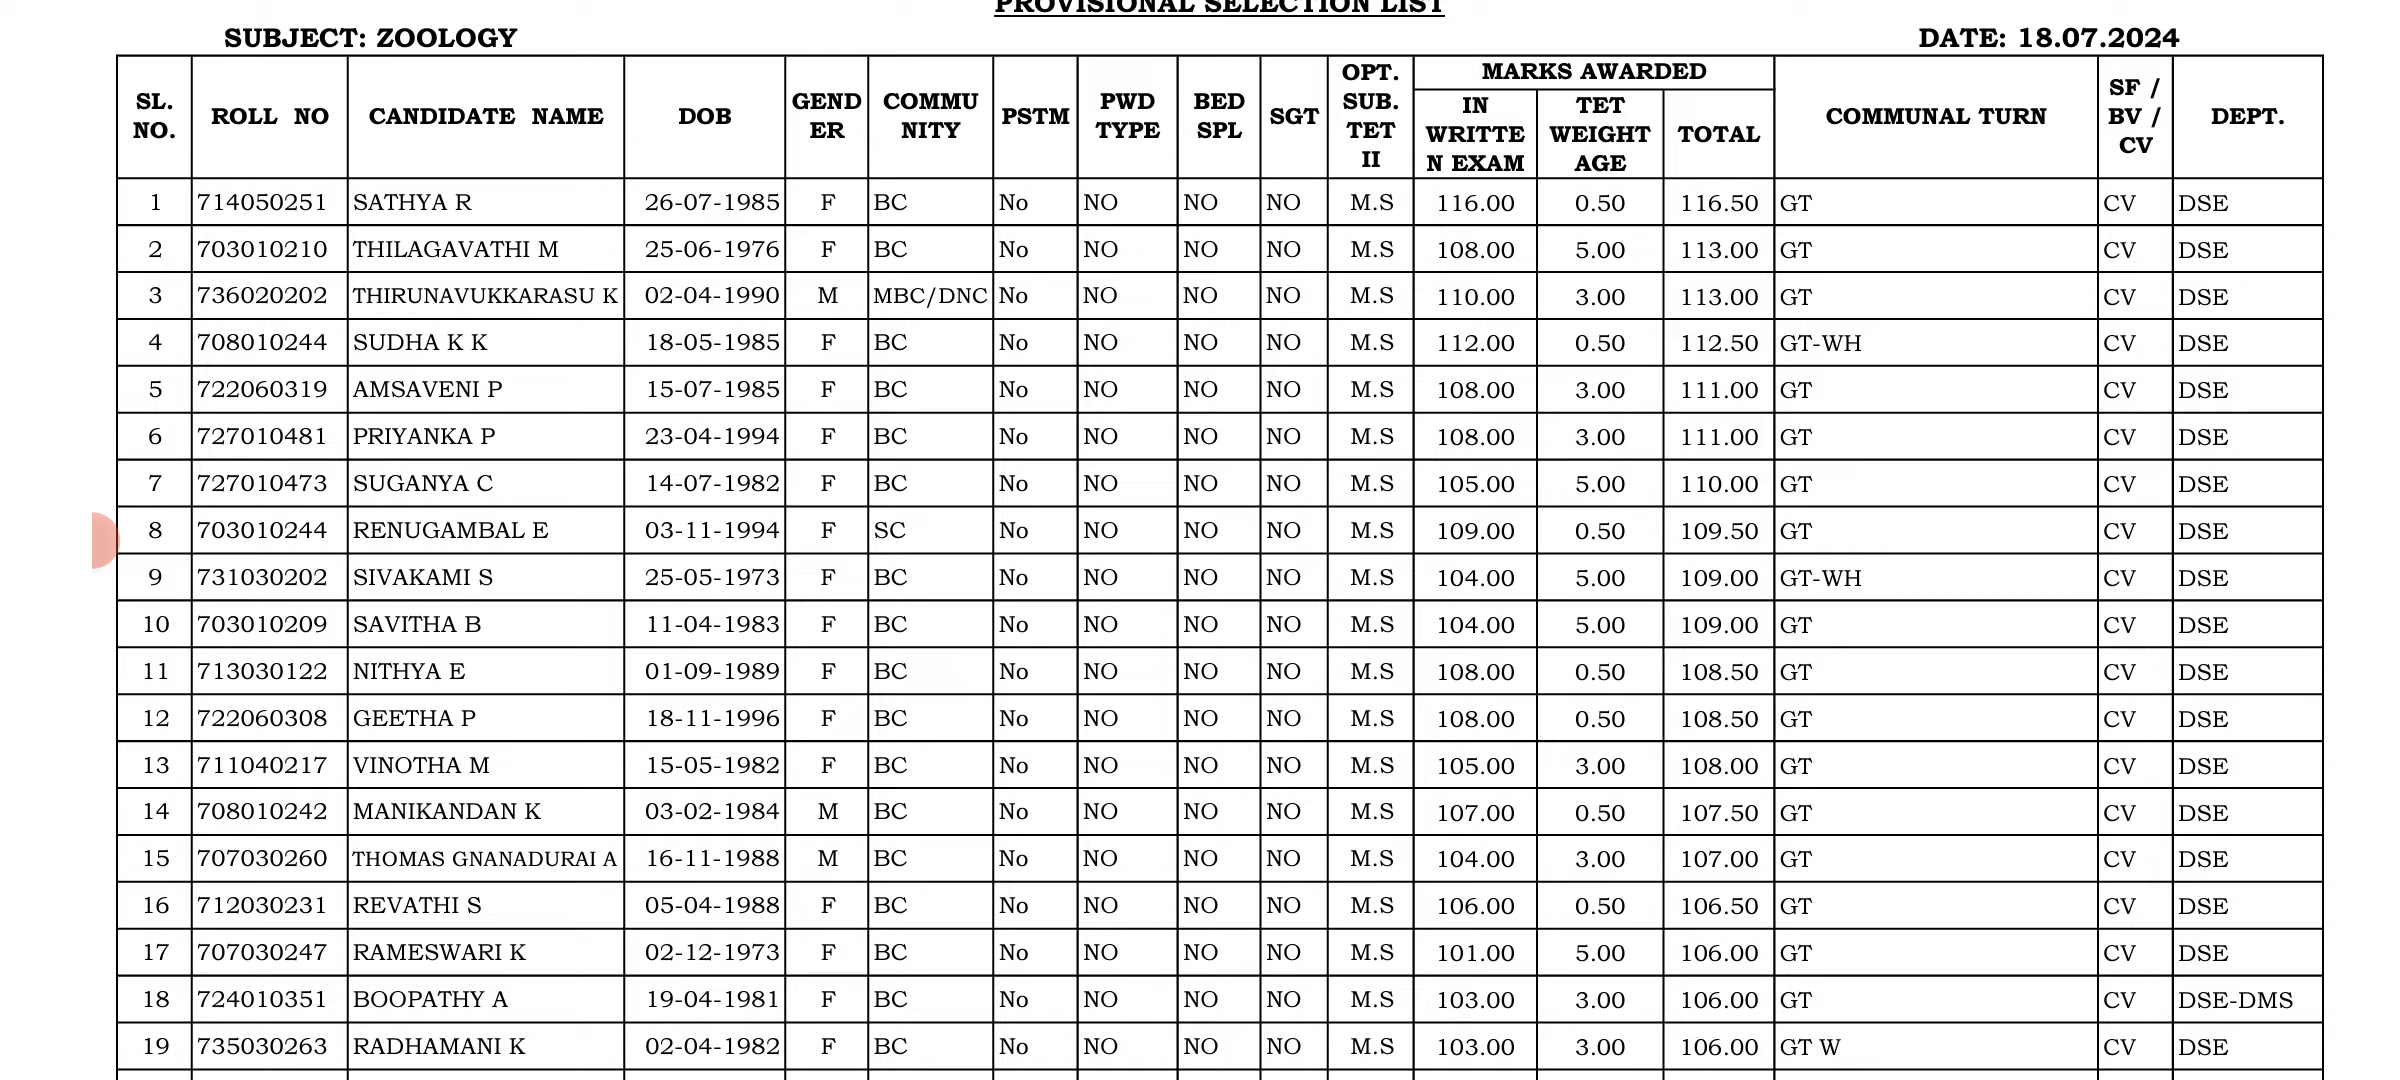 PROVISIONAL SELECTION LIST
SUBJECT: ZOOLOGY DATE: 18.07.2024
SL. NO. ROLL NO CANDIDATE NAME DOB GEND ER COMMU NITY PSTM PWD TYPE BED SPL SGT OPT. SUB. TET II MARKS AWARDED IN WRITTE N EXAM TET WEIGHT AGE TOTAL COMMUNAL TURN SF / BV / CV DEPT.
1 714050251 SATHYA R 26-07-1985 F BC No NO NO NO M.S 116.00 0.50 116.50 GT CV DSE
2 703010210 THILAGAVATHI M 25-06-1976 F BC No NO NO NO M.S 108.00 5.00 113.00 GT CV DSE
3 736020202 THIRUNAVUKKARASU K 02-04-1990 M MBC/DNC No NO NO NO M.S 110.00 3.00 113.00 GT CV DSE
4 708010244 SUDHA K K 18-05-1985 F BC No NO NO NO M.S 112.00 0.50 112.50 GT-WH CV DSE
5 722060319 AMSAVENI P 15-07-1985 F BC No NO NO NO M.S 108.00 3.00 111.00 GT CV DSE
6 727010481 PRIYANKA P 23-04-1994 F BC No NO NO NO M.S 108.00 3.00 111.00 GT CV DSE
7 727010473 SUGANYA C 14-07-1982 F BC No NO NO NO M.S 105.00 5.00 110.00 GT CV DSE
8 703010244 RENUGAMBAL E 03-11-1994 F SC No NO NO NO M.S 109.00 0.50 109.50 GT CV DSE
9 731030202 SIVAKAMI S 25-05-1973 F BC No NO NO NO M.S 104.00 5.00 109.00 GT-WH CV DSE
10 703010209 SAVITHA B 11-04-1983 F BC No NO NO NO M.S 104.00 5.00 109.00 GT CV DSE
11 713030122 NITHYA E 01-09-1989 F BC No NO NO NO M.S 108.00 0.50 108.50 GT CV DSE
12 722060308 GEETHA P 18-11-1996 F BC No NO NO NO M.S 108.00 0.50 108.50 GT CV DSE
13 711040217 VINOTHA M 15-05-1982 F BC No NO NO NO M.S 105.00 3.00 108.00 GT CV DSE
14 708010242 MANIKANDAN K 03-02-1984 M BC No NO NO NO M.S 107.00 0.50 107.50 GT CV DSE
15 707030260 THOMAS GNANADURAI A 16-11-1988 M BC No NO NO NO M.S 104.00 3.00 107.00 GT CV DSE
16 712030231 REVATHI S 05-04-1988 F BC No NO NO NO M.S 106.00 0.50 106.50 GT CV DSE
17 707030247 RAMESWARI K 02-12-1973 F BC No NO NO NO M.S 101.00 5.00 106.00 GT CV DSE
18 724010351 BOOPATHY A 19-04-1981 F BC No NO NO NO M.S 103.00 3.00 106.00 GT CV DSE-DMS
19 735030263 RADHAMANI K 02-04-1982 F BC No NO NO NO M.S 103.00 3.00 106.00 GT W CV DSE